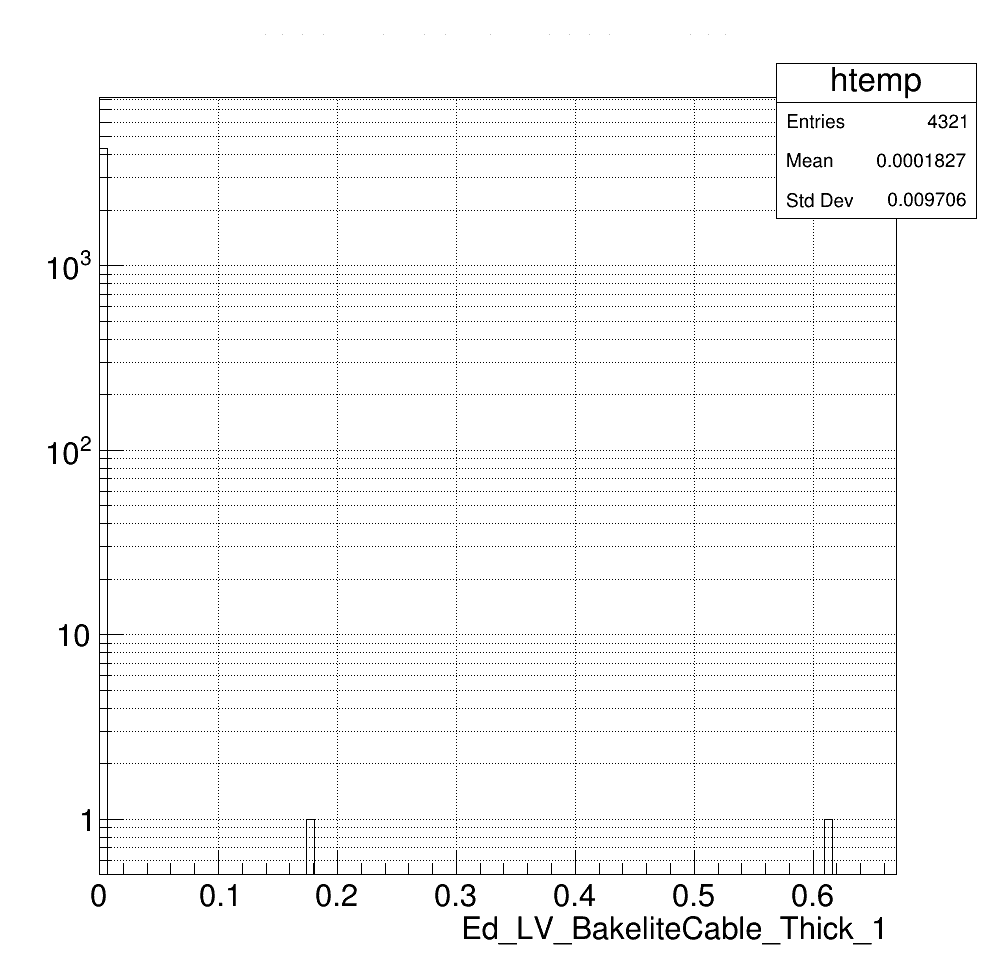 htemp
Entries 4321
Mean 0.0001827
Std Dev 0.009706
10³
10²
10
1
0 0.1 0.2 0.3 0.4 0.5 0.6
Ed_LV_BakeliteCable_Thick_1